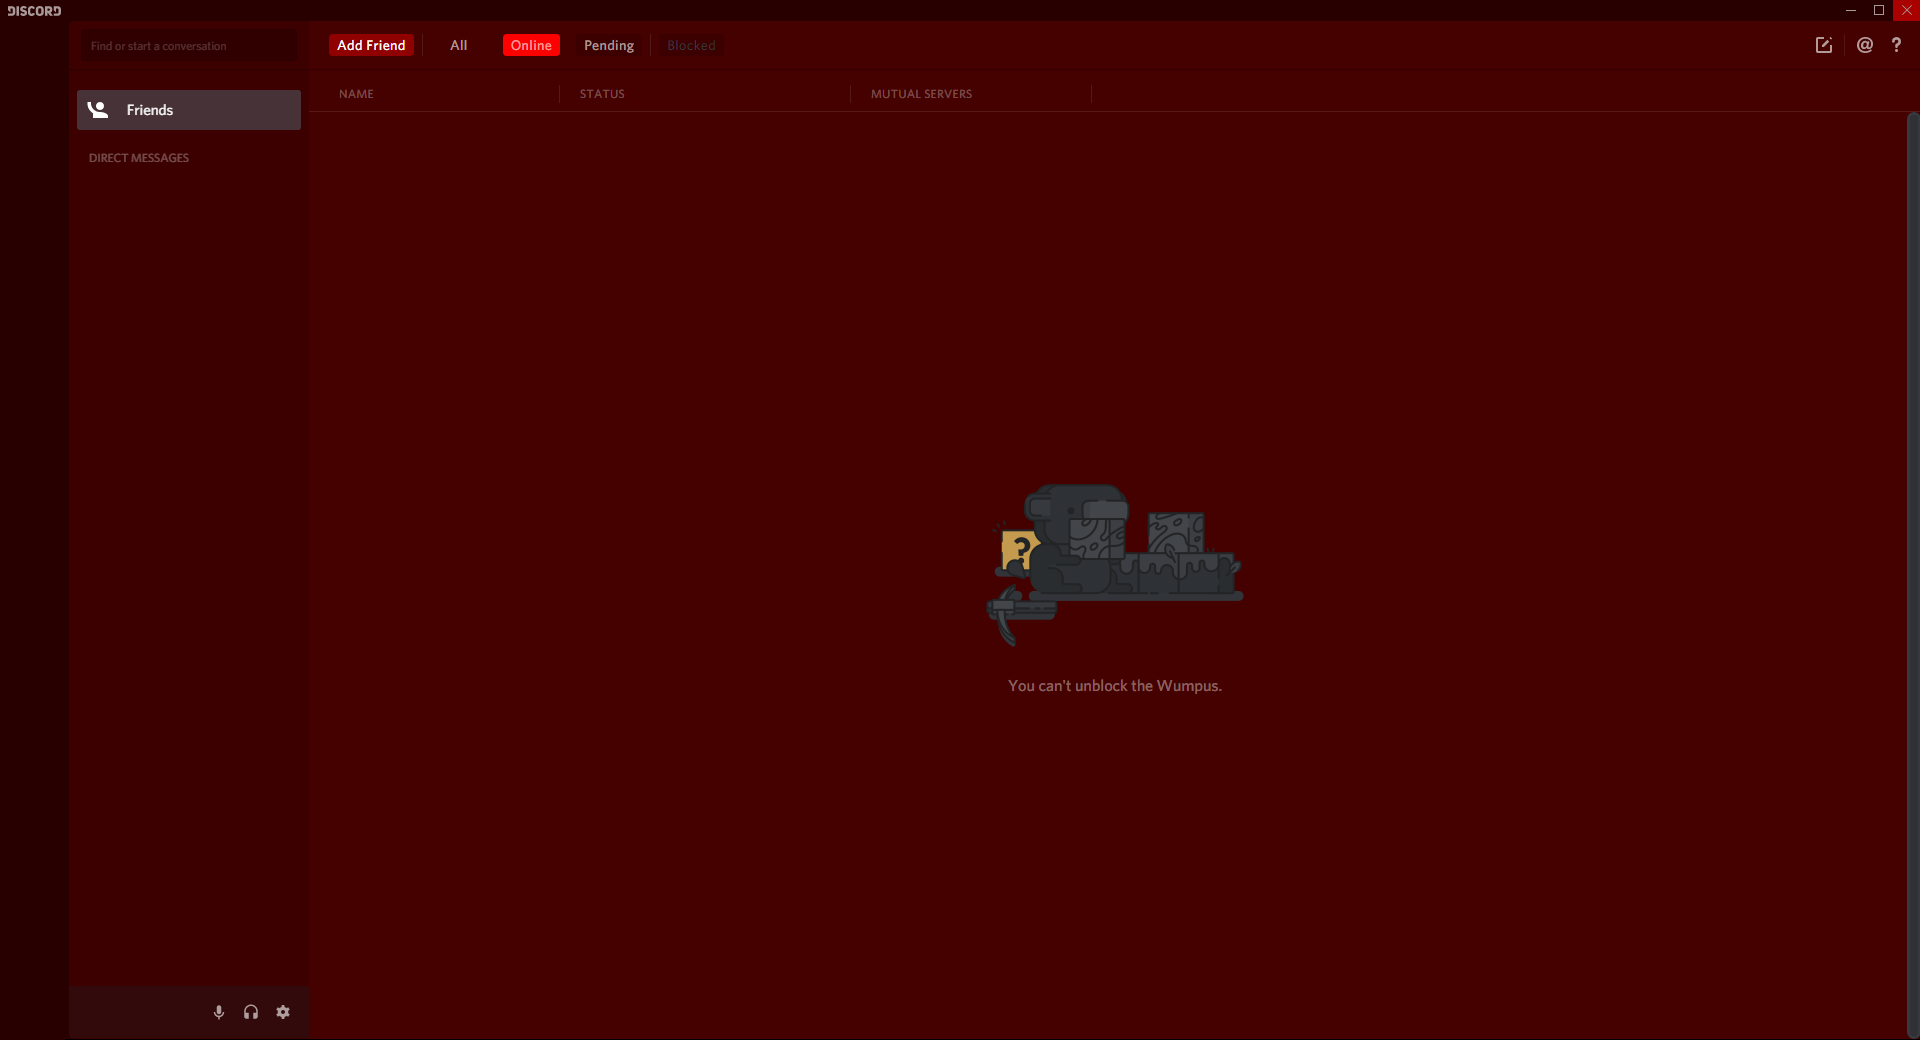 DISCORD
Find or start a conversation
Add Friend
All
Online
Pending
Blocked
@
?
Friends
NAME
STATUS
MUTUAL SERVERS
DIRECT MESSAGES
?
You can't unblock the Wumpus.